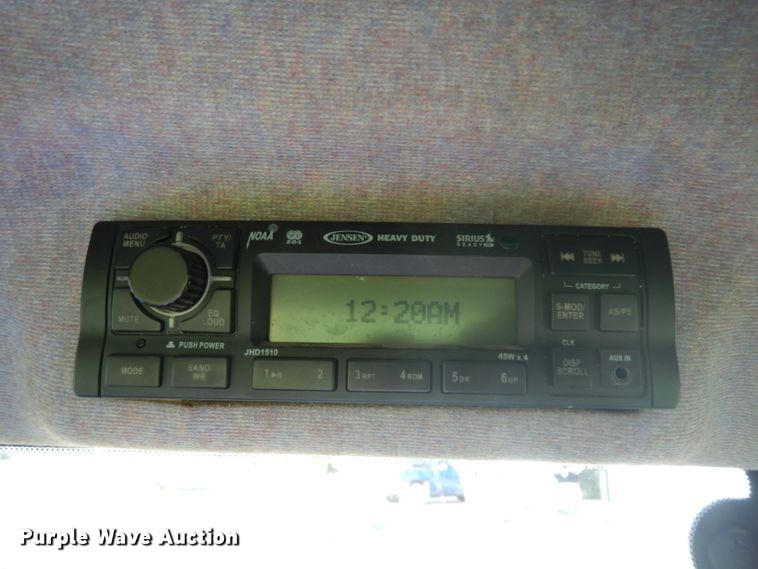 AUDIO MENU
PTY/ TA
NOAA
RDS
JENSEN
HEAVY DUTY
SIRIUS
READY
TUNE SEEK
CATEGORY
12:20AM
MUTE
EQ LOUD
S-MOD/ ENTER
AS/PS
PUSH POWER
JHD1510
45W x 4
CLK
MODE
BAND/ WB
1
2
3 RPT
4 RDM
5 DN
6 UP
DISP SCROLL
AUX IN
Purple Wave Auction